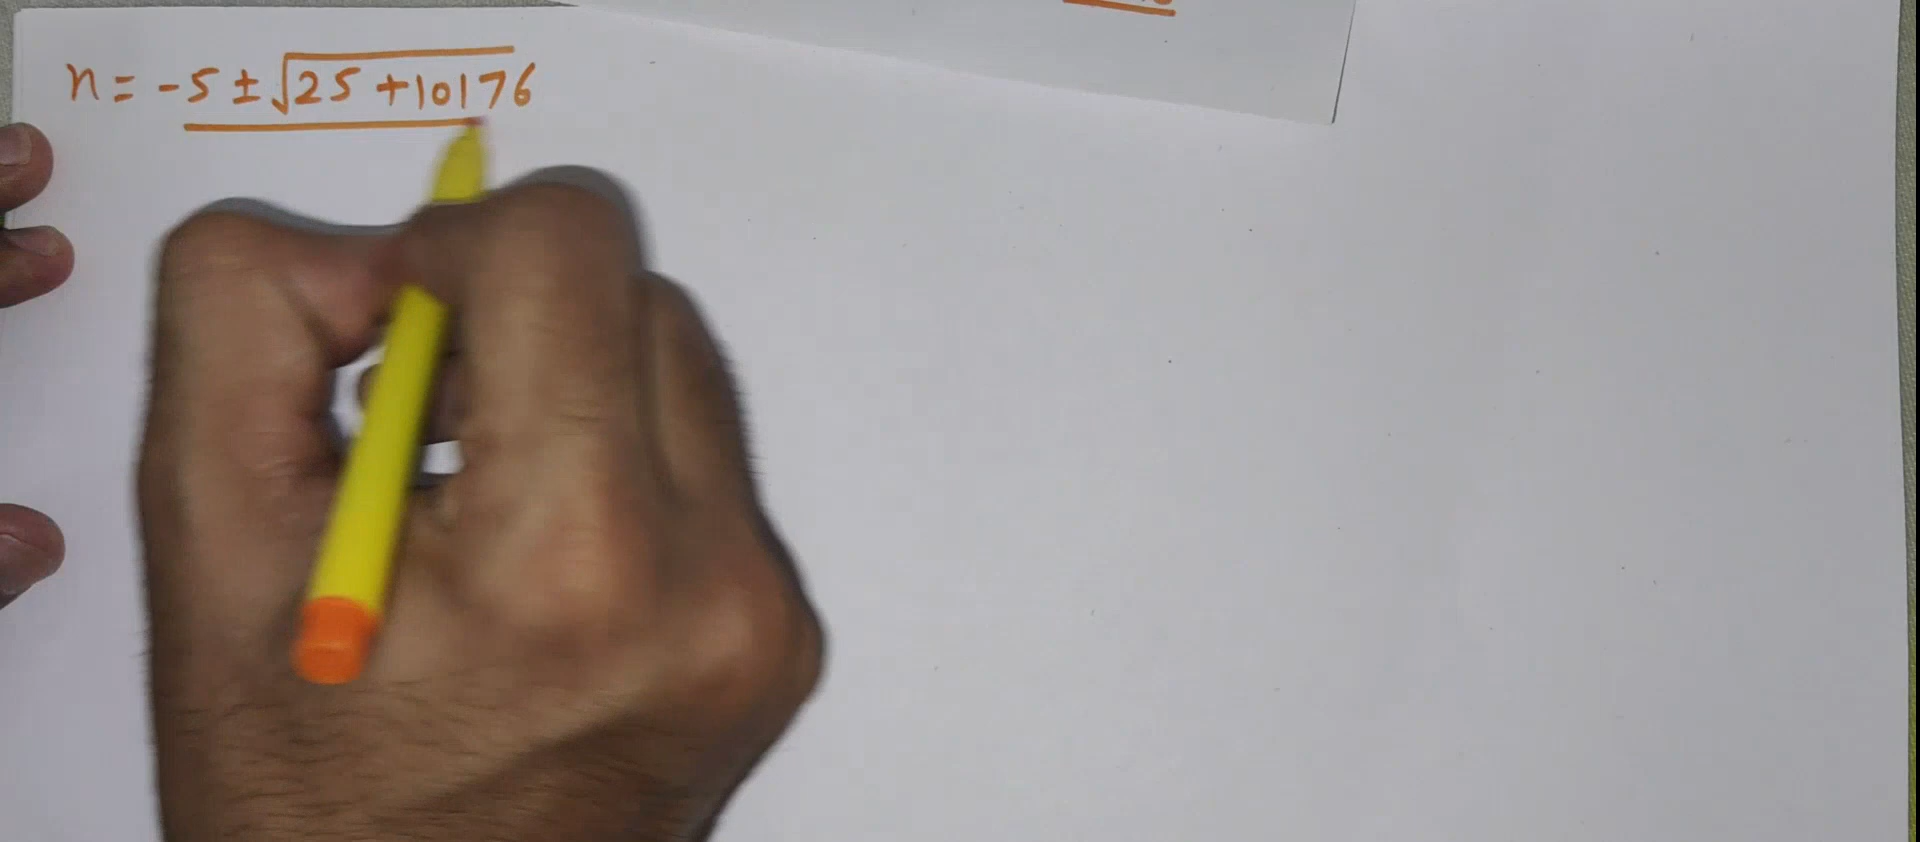 n = -5 ± √25 + 10176